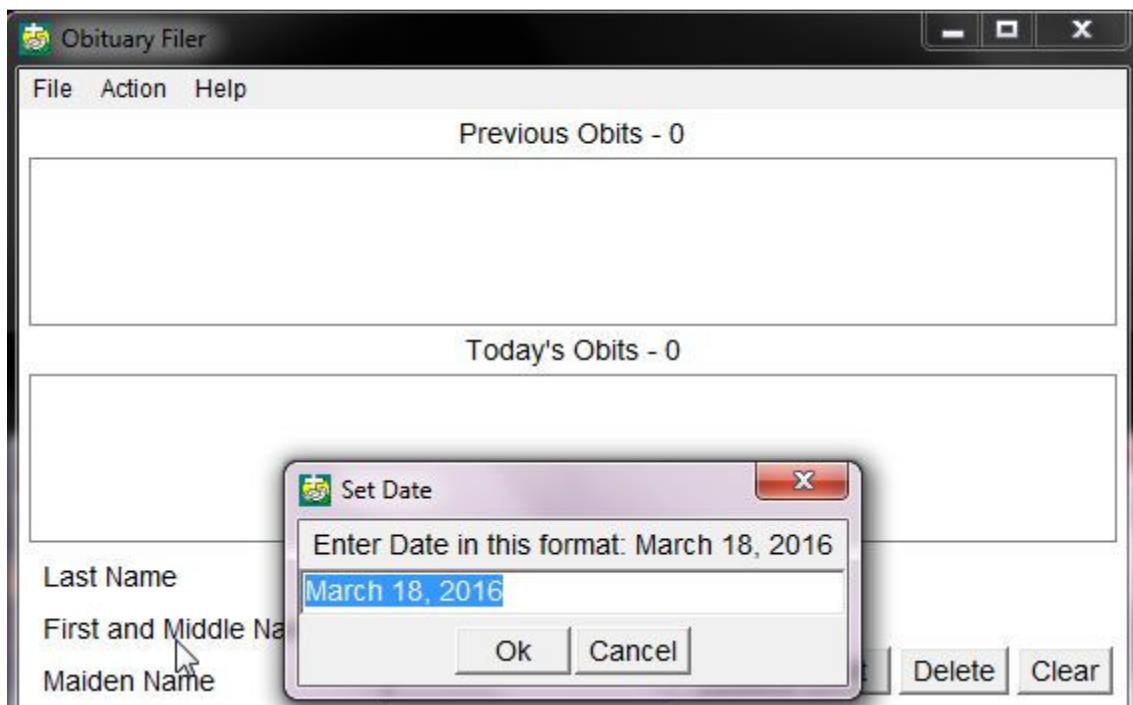 Obituary Filer
File Action Help
Previous Obits - 0
Today's Obits - 0
Set Date
Enter Date in this format: March 18, 2016
March 18, 2016
Ok Cancel
Last Name
First and Middle
Maiden Name
Delete Clear